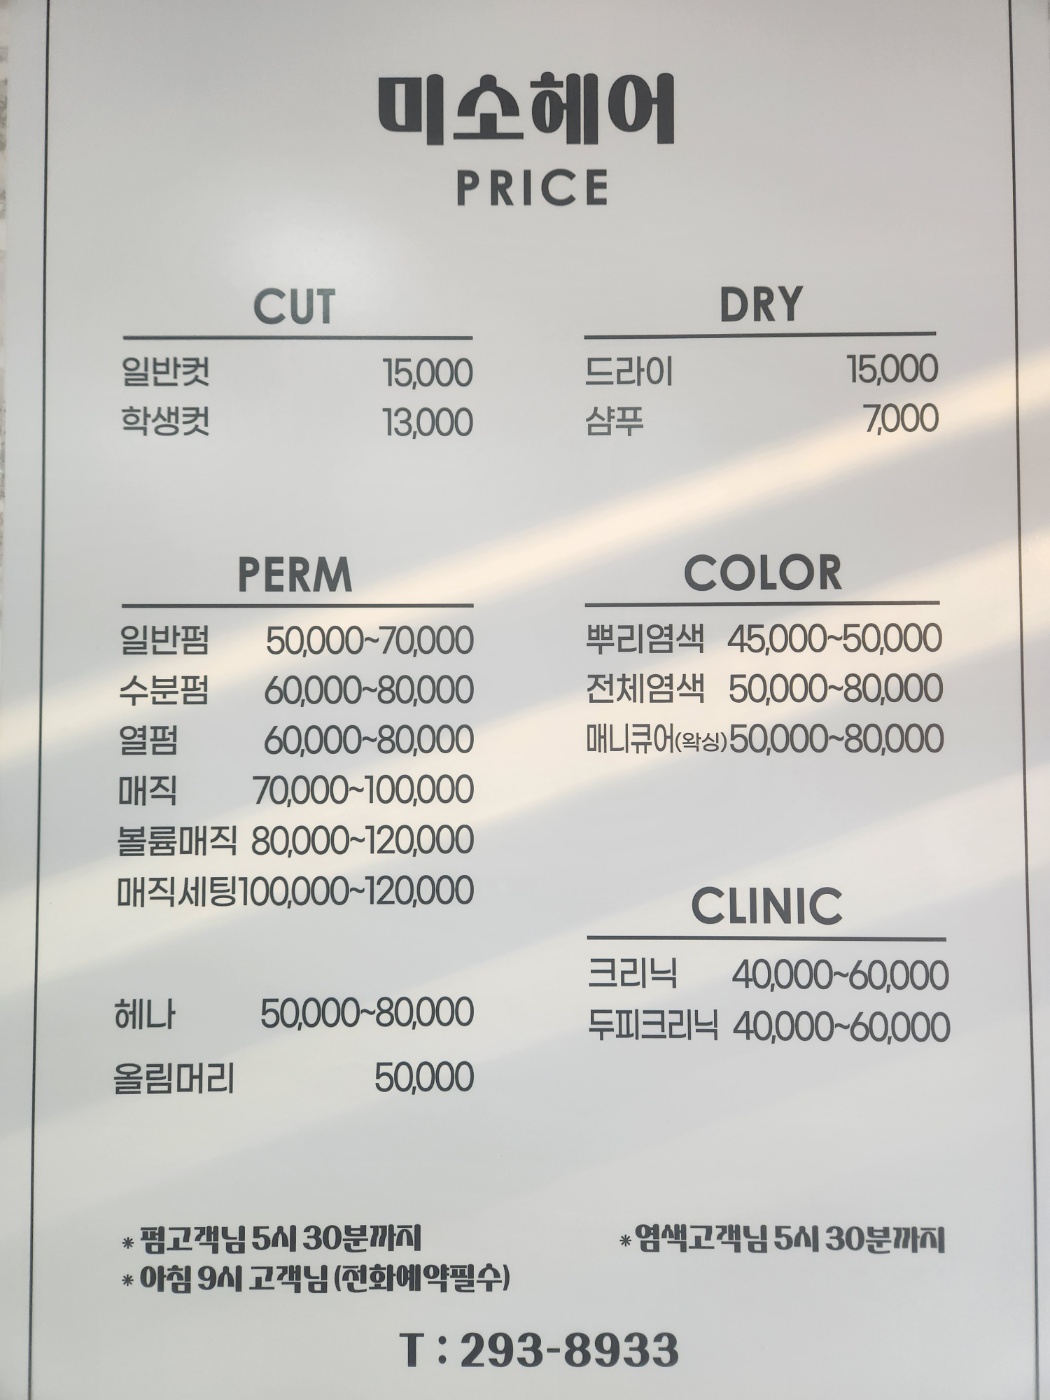 미소헤어
PRICE
CUT
일반컷 15,000
학생컷 13,000
DRY
드라이 15,000
샴푸 7,000
PERM
일반펌 50,000~70,000
수분펌 60,000~80,000
열펌 60,000~80,000
매직 70,000~100,000
볼륨매직 80,000~120,000
매직세팅 100,000~120,000
헤나 50,000~80,000
올림머리 50,000
COLOR
뿌리염색 45,000~50,000
전체염색 50,000~80,000
매니큐어(왁싱) 50,000~80,000
CLINIC
크리닉 40,000~60,000
두피크리닉 40,000~60,000
* 펌고객님 5시 30분까지
* 염색고객님 5시 30분까지
* 아침 9시 고객님 (전화예약필수)
T : 293-8933